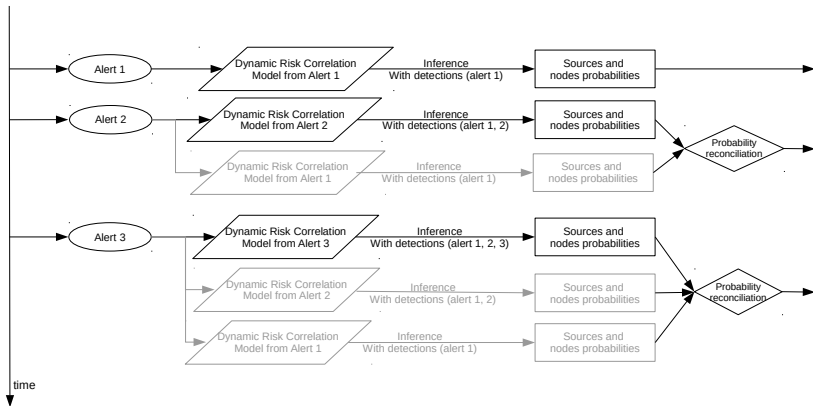 Alert 1
Dynamic Risk Correlation
Model from Alert 1
Inference
With detections (alert 1)
Sources and
nodes probabilities
Alert 2
Dynamic Risk Correlation
Model from Alert 2
Inference
With detections (alert 1, 2)
Sources and
nodes probabilities
Probability
reconciliation
Dynamic Risk Correlation
Model from Alert 1
Inference
With detections (alert 1)
Sources and
nodes probabilities
Alert 3
Dynamic Risk Correlation
Model from Alert 3
Inference
With detections (alert 1, 2, 3)
Sources and
nodes probabilities
Dynamic Risk Correlation
Model from Alert 2
Inference
With detections (alert 1, 2)
Sources and
nodes probabilities
Probability
reconciliation
Dynamic Risk Correlation
Model from Alert 1
Inference
With detections (alert 1)
Sources and
nodes probabilities
time